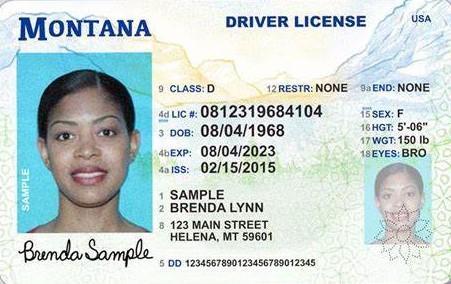 MONTANA DRIVER LICENSE USA
9 CLASS: D 12 RESTR: NONE 9a END: NONE
4d LIC #: 0812319684104 15 SEX: F
3 DOB: 08/04/1968 16 HGT: 5'-06"
17 WGT: 150 lb
4b EXP: 08/04/2023 18 EYES: BRO
4a ISS: 02/15/2015
SAMPLE
1 SAMPLE
2 BRENDA LYNN
8 123 MAIN STREET
HELENA, MT 59601
Brenda Sample
5 DD 1234567890123456789012345